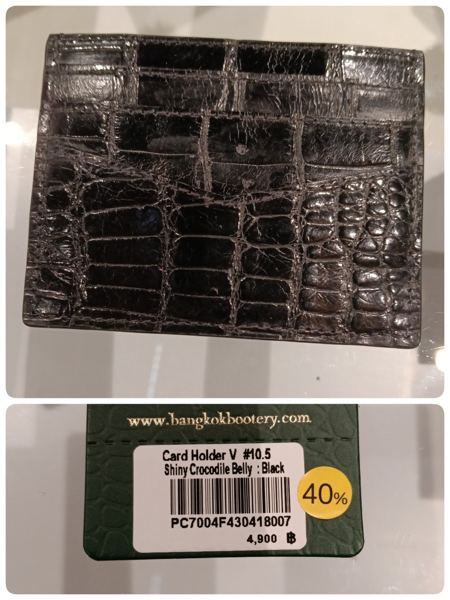 www.bangkokbootery.com
Card Holder V #10.5
Shiny Crocodile Belly : Black
40%
PC7004F430418007
4,900 ฿